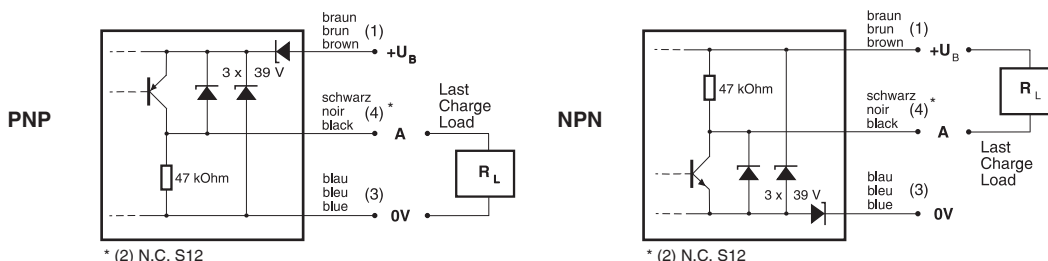 PNP
braun
brun
brown
(1)
+U_B
3 x 39 V
schwarz
noir
black
(4)*
A
Last
Charge
Load
R_L
47 kOhm
blau
bleu
blue
(3)
0V
* (2) N.C. S12
NPN
braun
brun
brown
(1)
+U_B
47 kOhm
R_L
schwarz
noir
black
(4)*
A
Last
Charge
Load
3 x 39 V
blau
bleu
blue
(3)
0V
* (2) N.C. S12